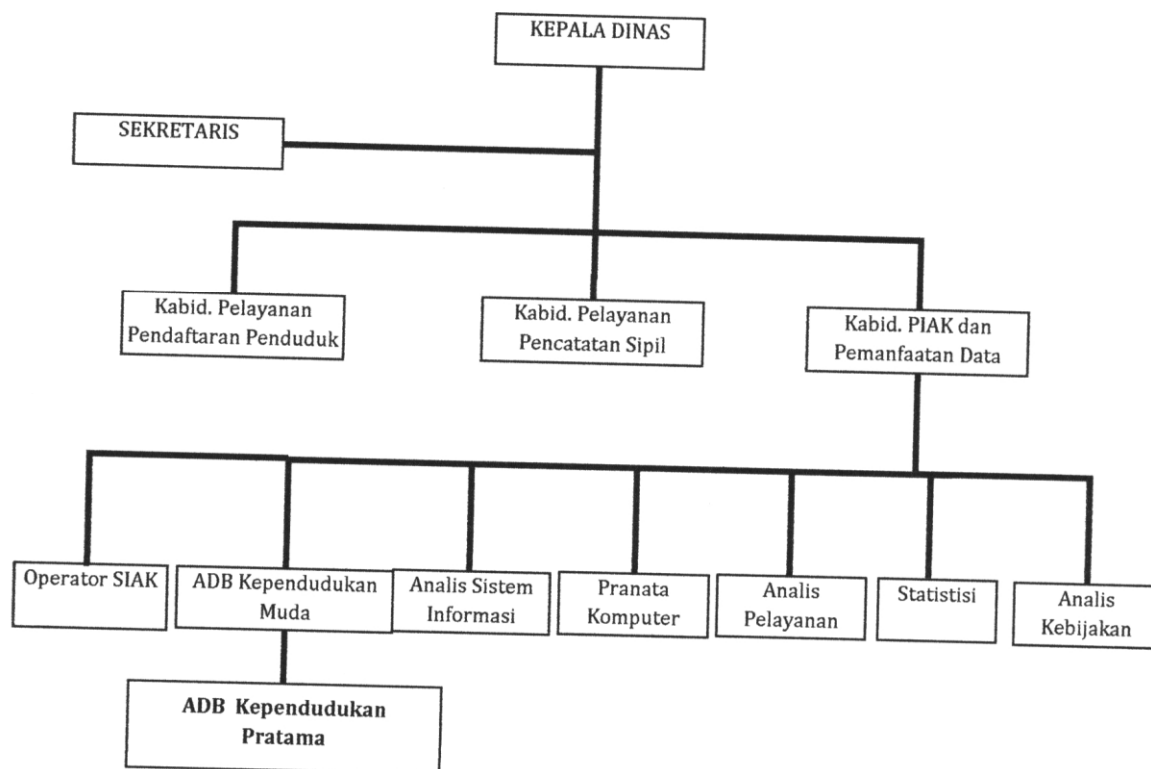 KEPALA DINAS
SEKRETARIS
Kabid. Pelayanan
Pendaftaran Penduduk
Kabid. Pelayanan
Pencatatan Sipil
Kabid. PIAK dan
Pemanfaatan Data
Operator SIAK
ADB Kependudukan
Muda
Analis Sistem
Informasi
Pranata
Komputer
Analis
Pelayanan
Statistisi
Analis
Kebijakan
ADB Kependudukan
Pratama